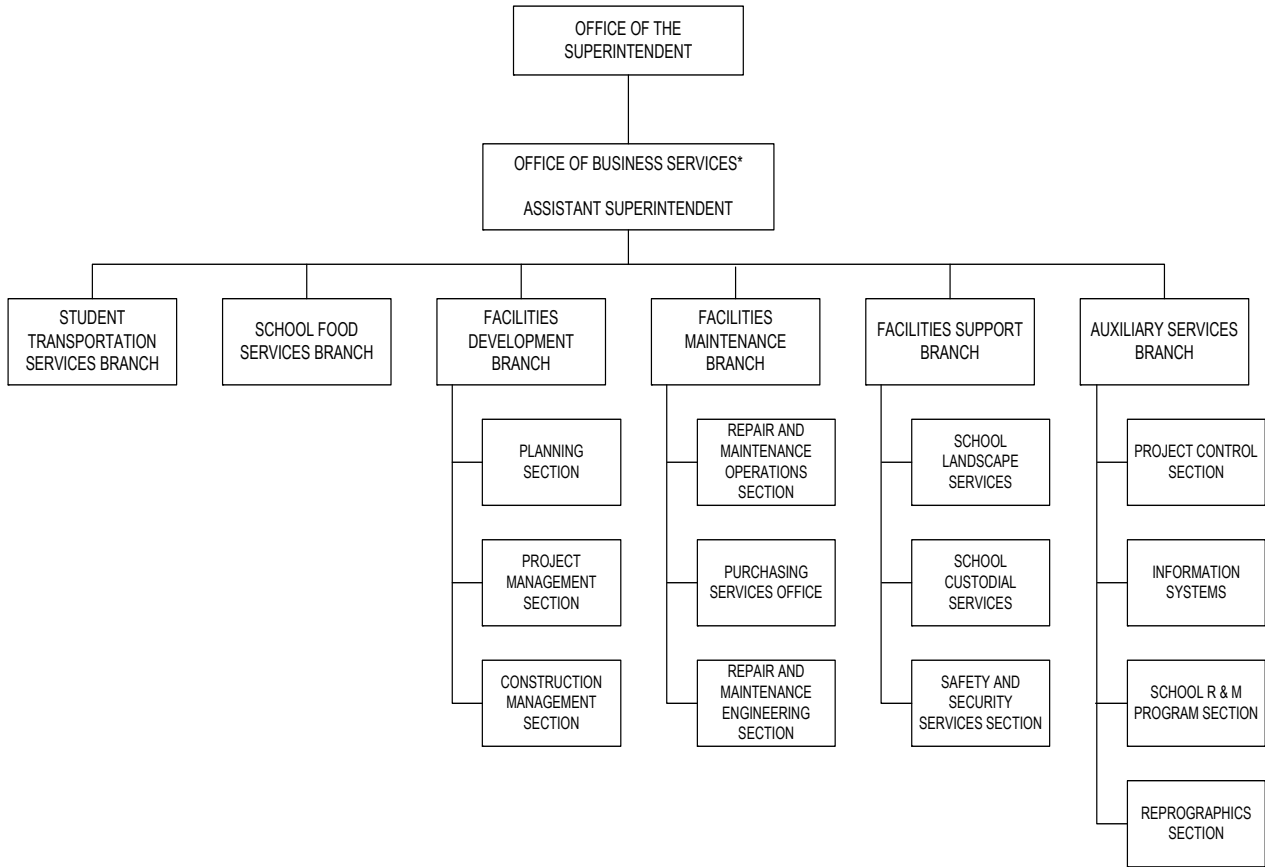 OFFICE OF THE
SUPERINTENDENT
OFFICE OF BUSINESS SERVICES*
ASSISTANT SUPERINTENDENT
STUDENT
TRANSPORTATION
SERVICES BRANCH
SCHOOL FOOD
SERVICES BRANCH
FACILITIES
DEVELOPMENT
BRANCH
FACILITIES
MAINTENANCE
BRANCH
FACILITIES SUPPORT
BRANCH
AUXILIARY SERVICES
BRANCH
PLANNING
SECTION
REPAIR AND
MAINTENANCE
OPERATIONS
SECTION
SCHOOL
LANDSCAPE
SERVICES
PROJECT CONTROL
SECTION
PROJECT
MANAGEMENT
SECTION
PURCHASING
SERVICES OFFICE
SCHOOL
CUSTODIAL
SERVICES
INFORMATION
SYSTEMS
CONSTRUCTION
MANAGEMENT
SECTION
REPAIR AND
MAINTENANCE
ENGINEERING
SECTION
SAFETY AND
SECURITY
SERVICES SECTION
SCHOOL R & M
PROGRAM SECTION
REPROGRAPHICS
SECTION